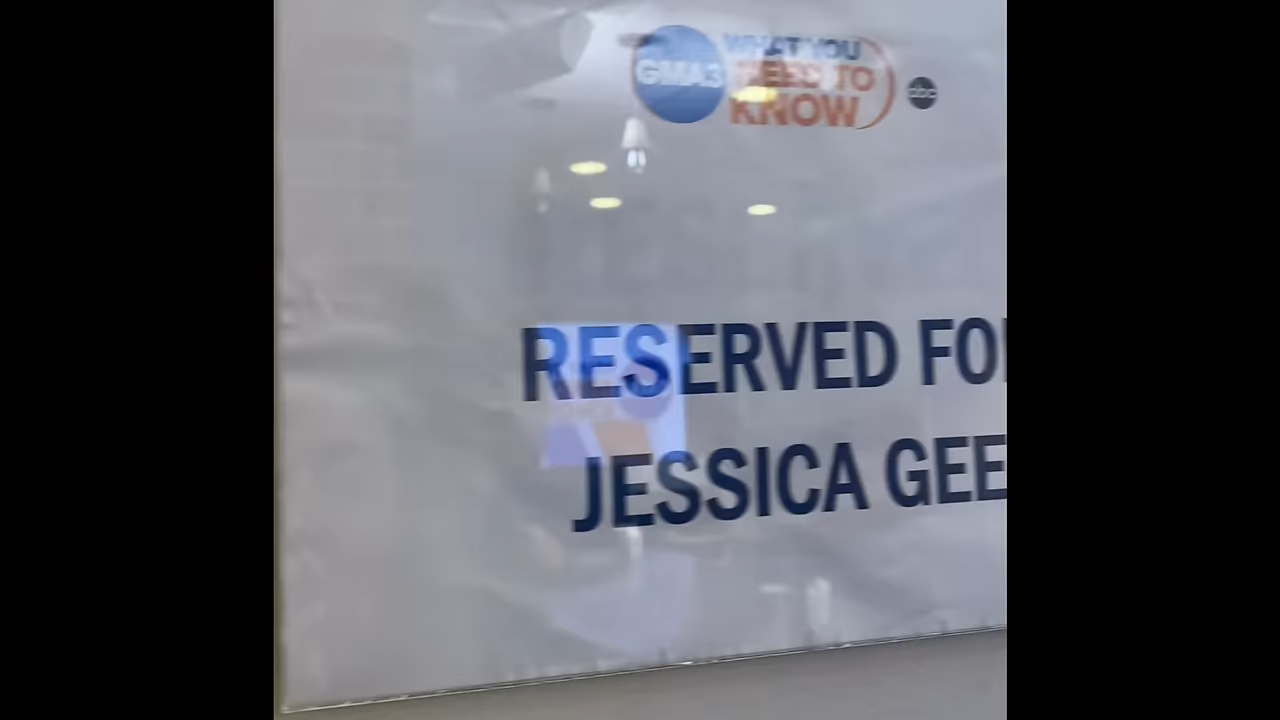 GMA3
WHAT YOU
NEED TO
KNOW
abc
RESERVED FO
JESSICA GEE